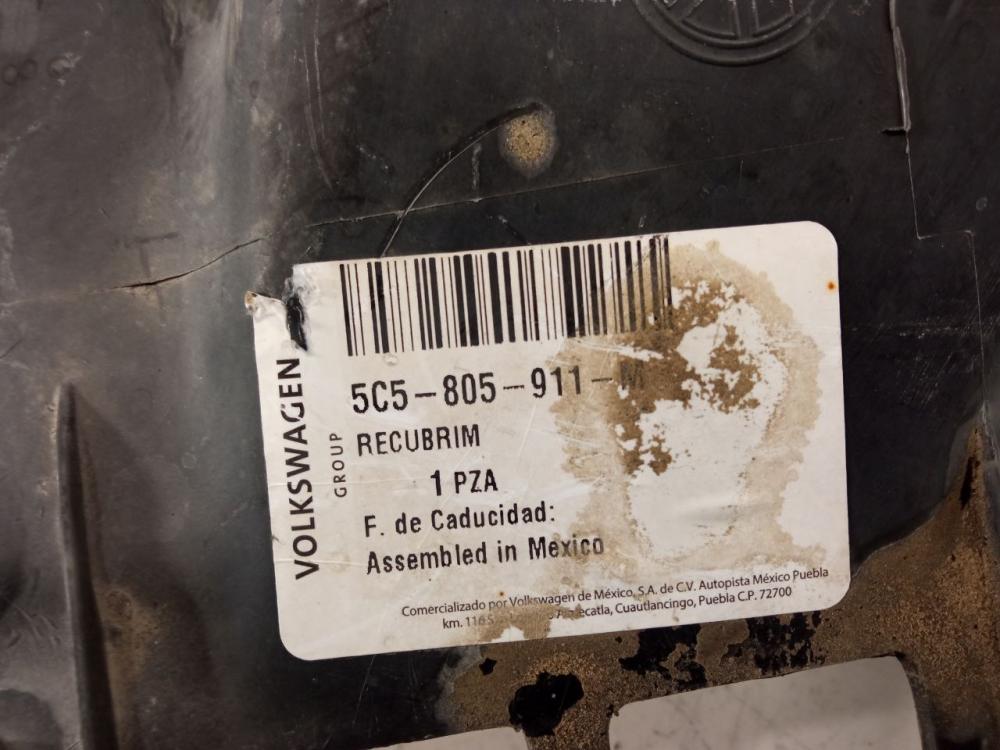 VOLKSWAGEN
GROUP
5C5-805-911-M
RECUBRIM
1 PZA
F. de Caducidad:
Assembled in Mexico
Comercializado por Volkswagen de México, S.A. de C.V. Autopista México Puebla
km. 116 Cuautlancingo, Puebla C.P. 72700